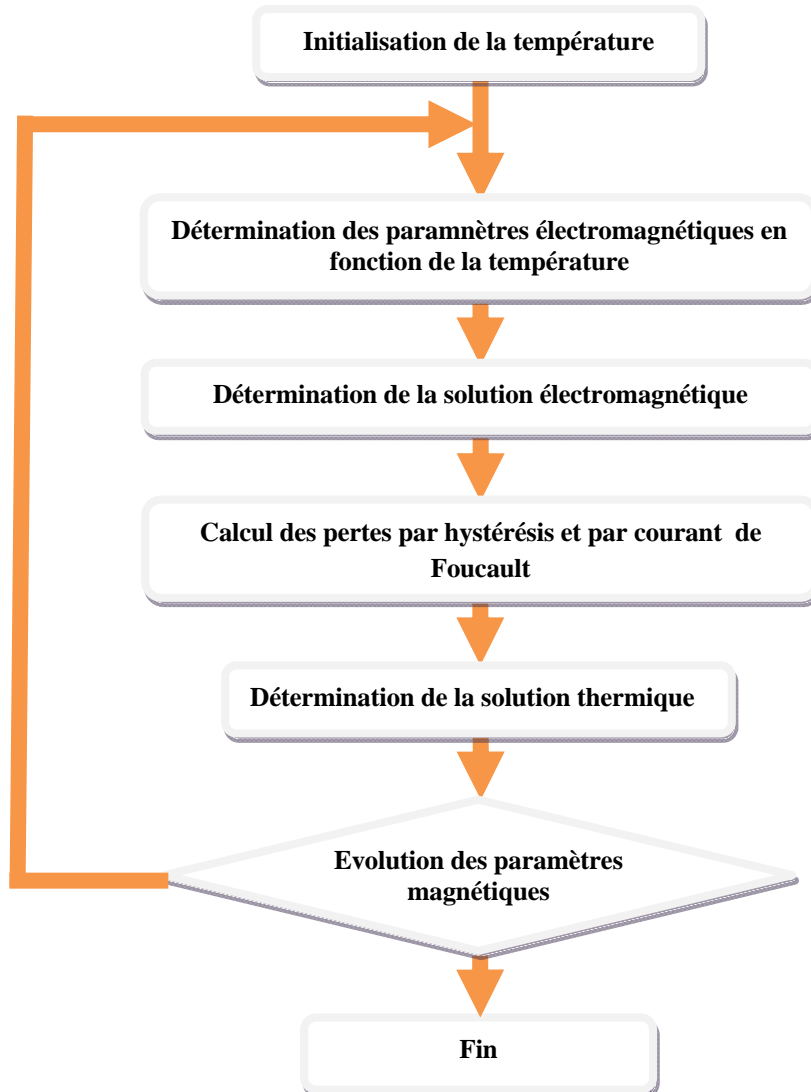 Initialisation de la température
Détermination des paramnètres électromagnétiques en
fonction de la température
Détermination de la solution électromagnétique
Calcul des pertes par hystérésis et par courant de
Foucault
Détermination de la solution thermique
Evolution des paramètres
magnétiques
Fin